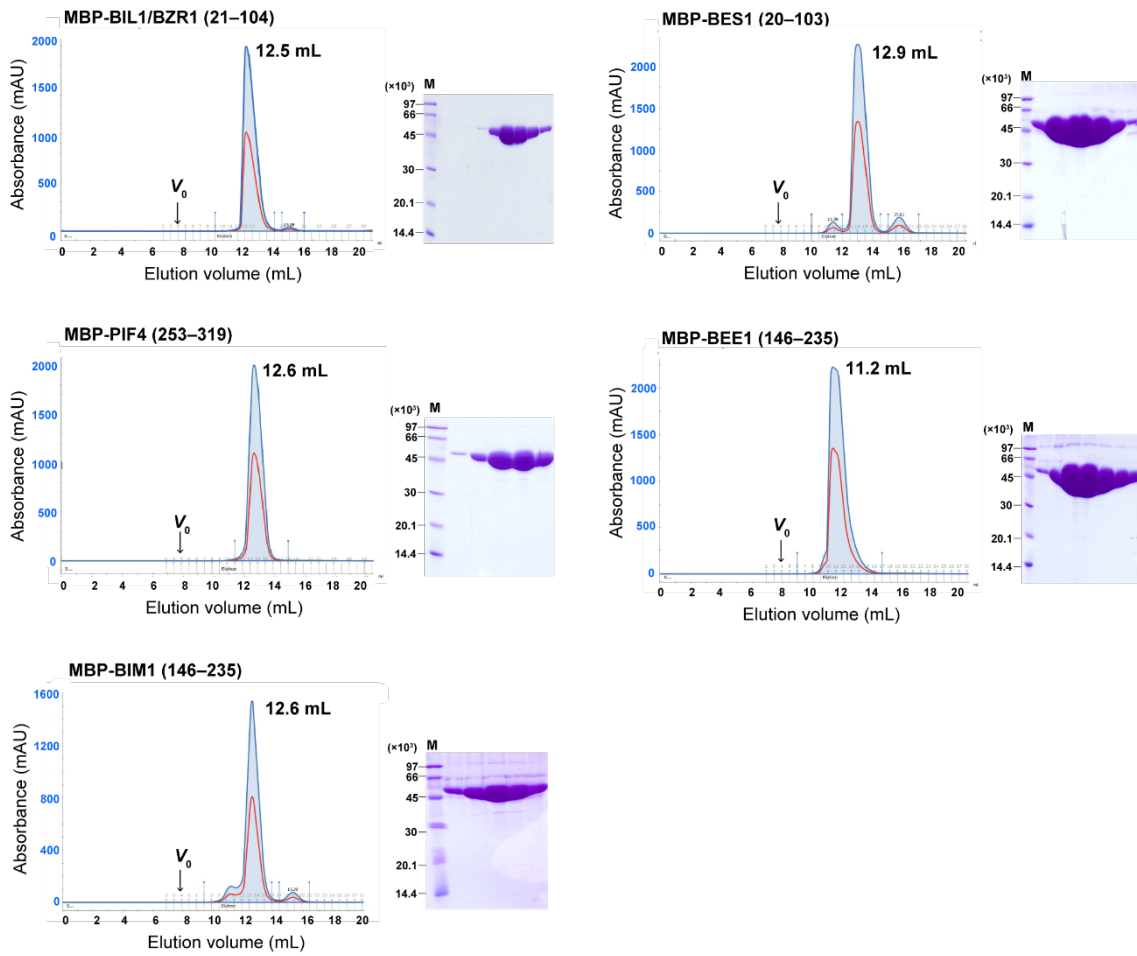 MBP-BIL1/BZR1 (21–104)
Absorbance (mAU)
2000
1500
1000
500
0
12.5 mL
V0
Elution
0 2 4 6 8 10 12 14 16 18 20
Elution volume (mL)
(×10³) M
97
66
45
30
20.1
14.4
MBP-BES1 (20–103)
Absorbance (mAU)
2000
1500
1000
500
0
12.9 mL
V0
Elution
2 4 6 8 10 12 14 16 18 20
Elution volume (mL)
(×10³) M
97
66
45
30
20.1
14.4
MBP-PIF4 (253–319)
Absorbance (mAU)
2000
1500
1000
500
0
12.6 mL
V0
Elution
0 2 4 6 8 10 12 14 16 18 20
Elution volume (mL)
(×10³) M
97
66
45
30
20.1
14.4
MBP-BEE1 (146–235)
Absorbance (mAU)
2000
1500
1000
500
0
11.2 mL
V0
Elution
0 2 4 6 8 10 12 14 16 18 20
Elution volume (mL)
(×10³) M
97
66
45
30
20.1
14.4
MBP-BIM1 (146–235)
Absorbance (mAU)
1600
1200
800
400
0
12.6 mL
V0
Elution
0 2 4 6 8 10 12 14 16 18 20
Elution volume (mL)
(×10³) M
97
66
45
30
20.1
14.4